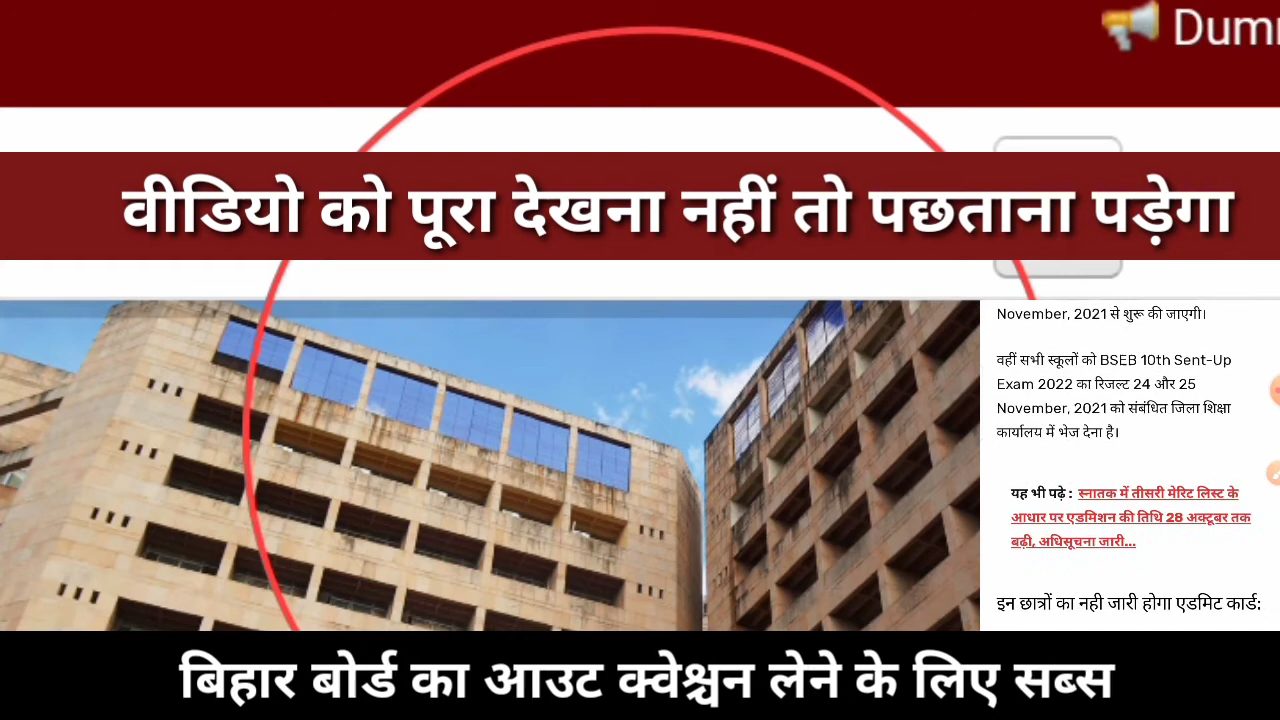 वीडियो को पूरा देखना नहीं तो पछताना पड़ेगा
November, 2021 से शुरू की जाएगी।
वहीं सभी स्कूलों को BSEB 10th Sent-Up
Exam 2022 का रिजल्ट 24 और 25
November, 2021 को संबंधित जिला शिक्षा
कार्यालय में भेज देना है।
यह भी पढ़े : स्नातक में तीसरी मेरिट लिस्ट के
आधार पर एडमिशन की तिथि 28 अक्टूबर तक
बढ़ी, अधिसूचना जारी...
इन छात्रों का नही जारी होगा एडमिट कार्ड:
बिहार बोर्ड का आउट क्वेश्चन लेने के लिए सब्स